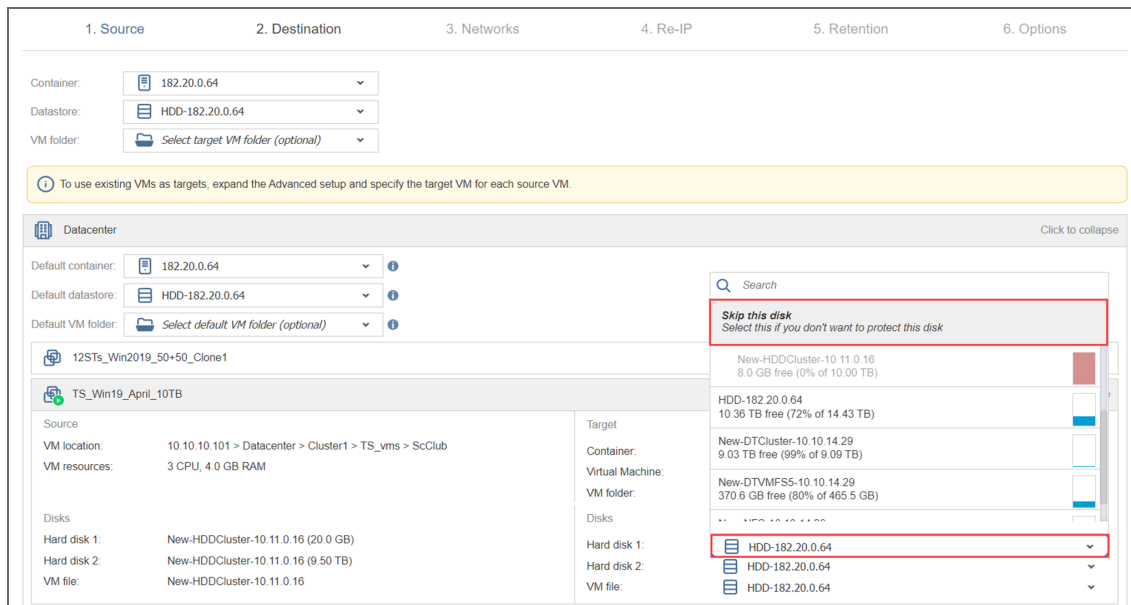 1. Source
2. Destination
3. Networks
4. Re-IP
5. Retention
6. Options
Container:
182.20.0.64
Datastore:
HDD-182.20.0.64
VM folder:
Select target VM folder (optional)
To use existing VMs as targets, expand the Advanced setup and specify the target VM for each source VM.
Datacenter
Click to collapse
Default container:
182.20.0.64
Default datastore:
HDD-182.20.0.64
Default VM folder:
Select default VM folder (optional)
Search
Skip this disk
Select this if you don't want to protect this disk
New-HDDCluster-10.11.0.16
8.0 GB free (0% of 10.00 TB)
HDD-182.20.0.64
10.36 TB free (72% of 14.43 TB)
New-DTCluster-10.10.14.29
9.03 TB free (99% of 9.09 TB)
New-DTVMFS5-10.10.14.29
370.6 GB free (80% of 465.5 GB)
12STs_Win2019_50+50_Clone1
TS_Win19_April_10TB
Source
VM location:
10.10.10.101 > Datacenter > Cluster1 > TS_vms > ScClub
VM resources:
3 CPU, 4.0 GB RAM
Target
Container:
Virtual Machine:
VM folder:
Disks
Hard disk 1:
New-HDDCluster-10.11.0.16 (20.0 GB)
Hard disk 2:
New-HDDCluster-10.11.0.16 (9.50 TB)
VM file:
New-HDDCluster-10.11.0.16
Disks
Hard disk 1:
HDD-182.20.0.64
Hard disk 2:
HDD-182.20.0.64
VM file:
HDD-182.20.0.64